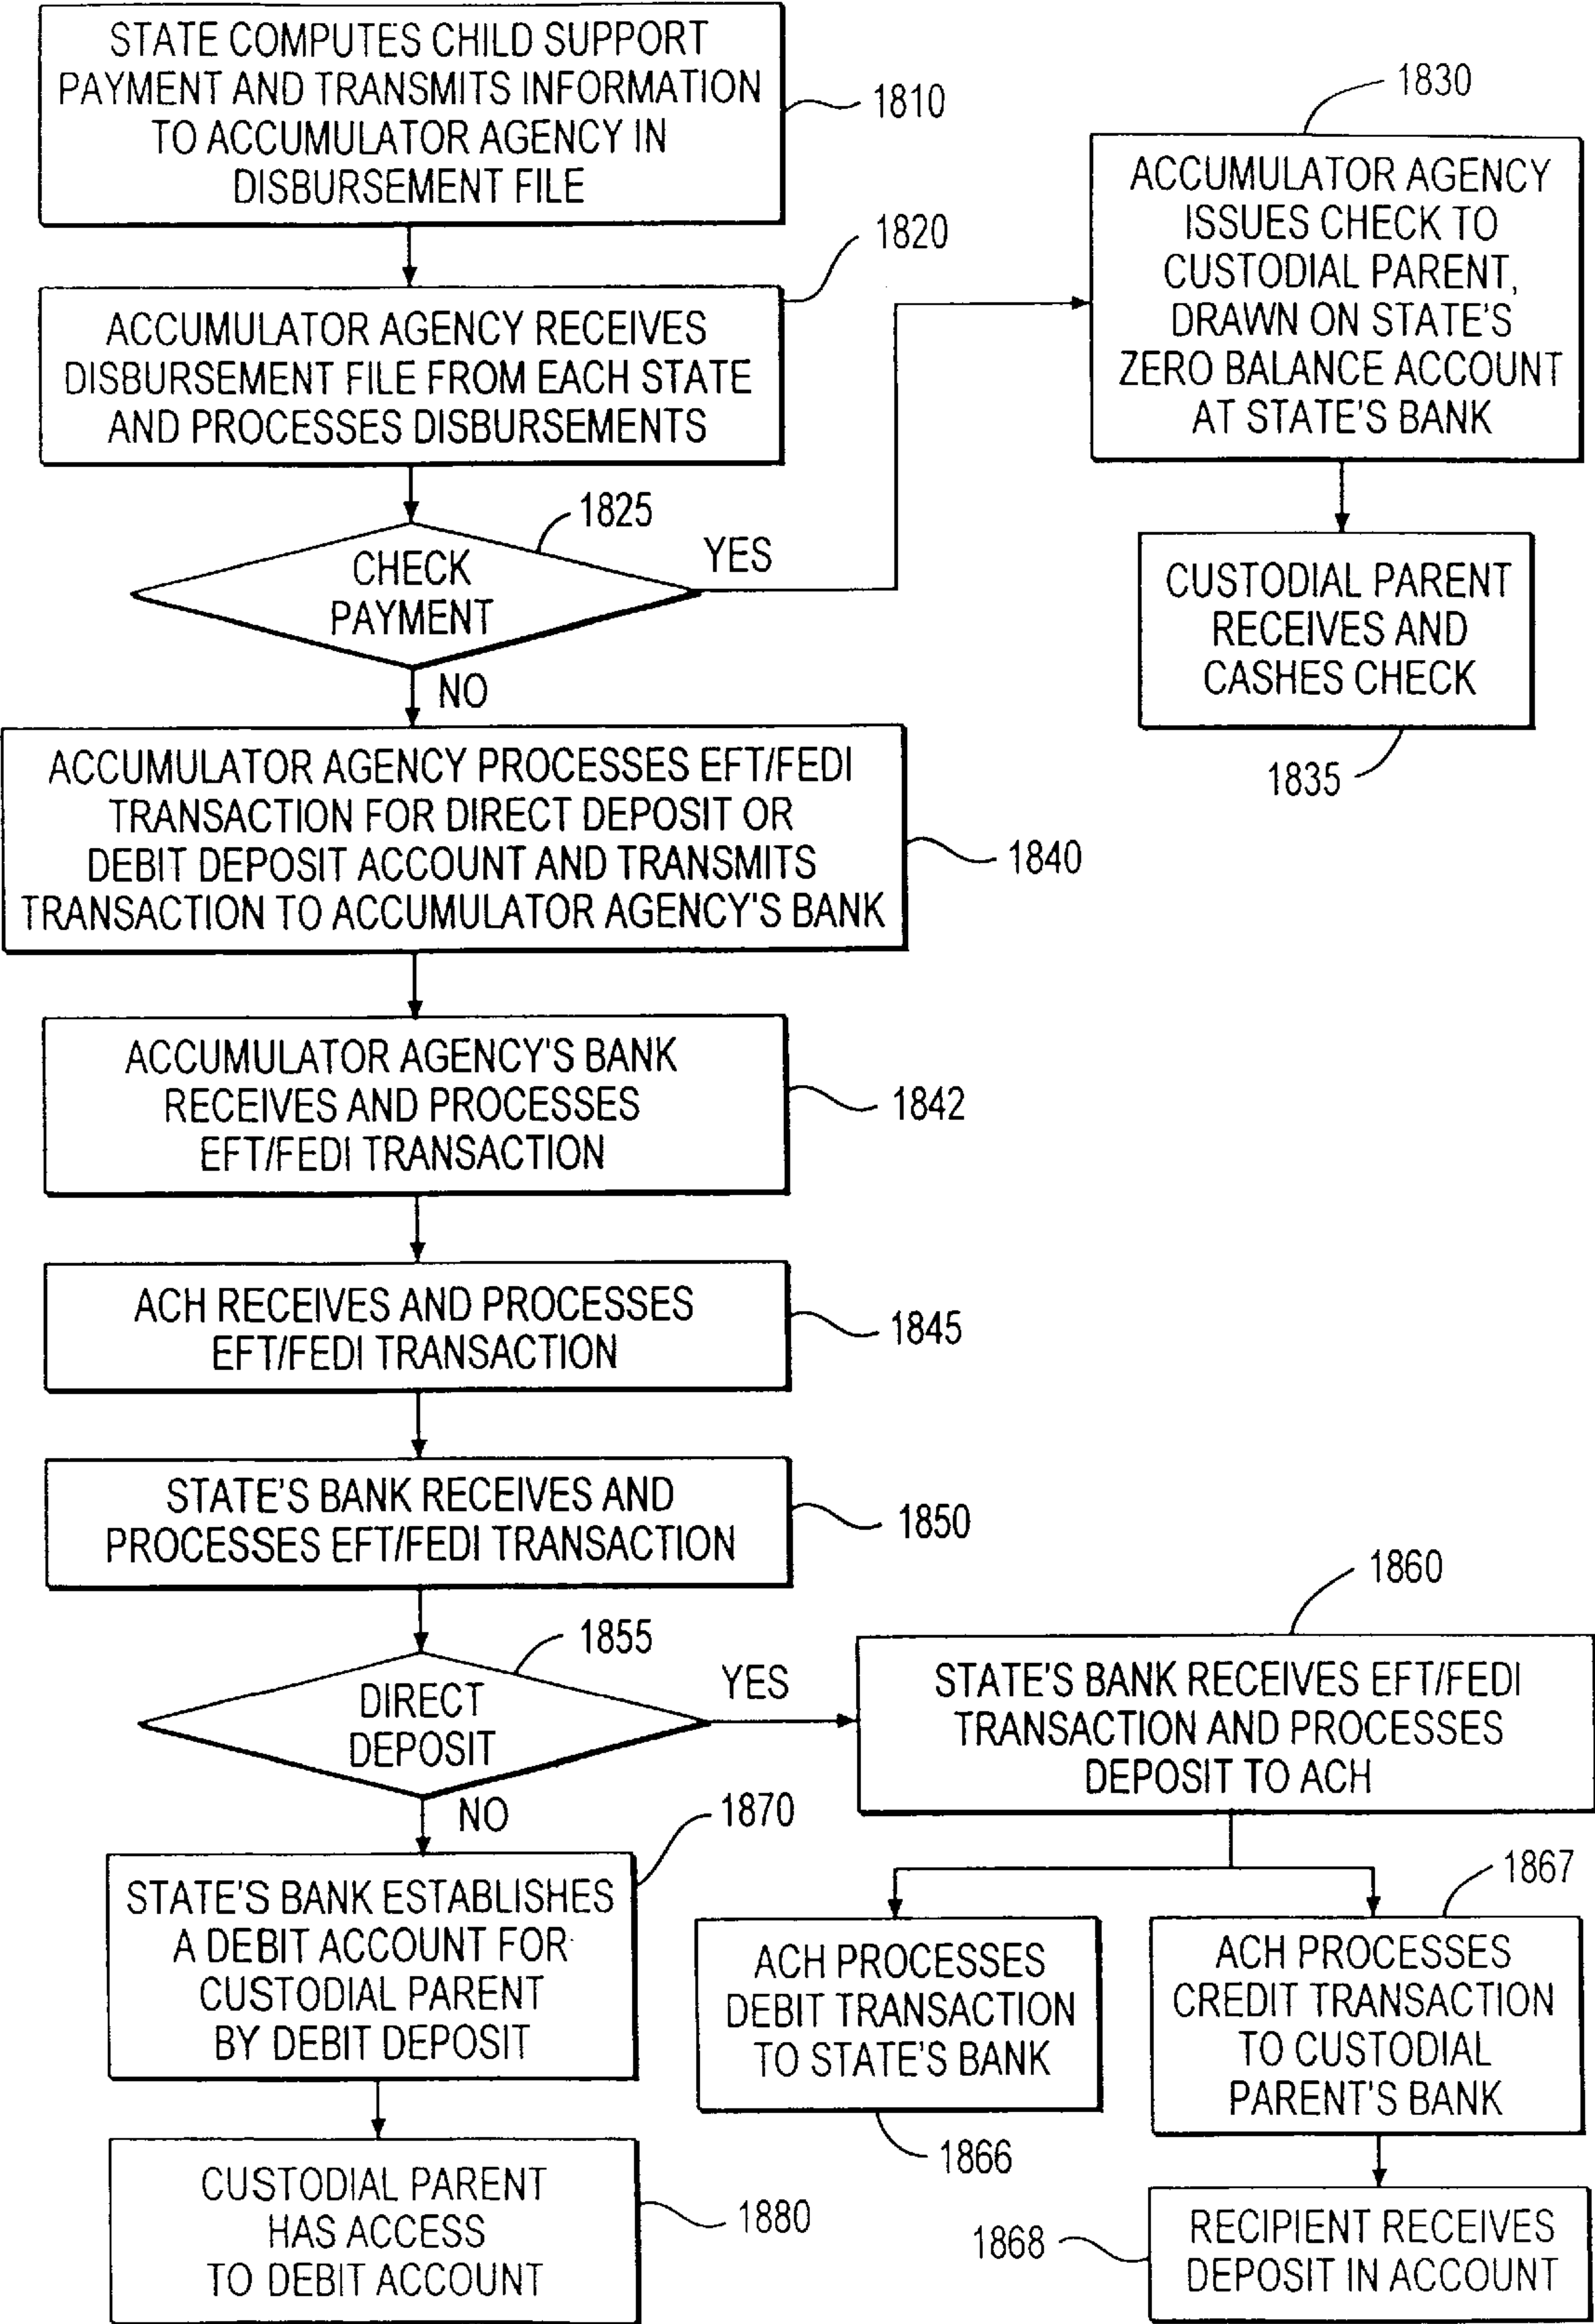 STATE COMPUTES CHILD SUPPORT
PAYMENT AND TRANSMITS INFORMATION
TO ACCUMULATOR AGENCY IN
DISBURSEMENT FILE
1810
1820
ACCUMULATOR AGENCY RECEIVES
DISBURSEMENT FILE FROM EACH STATE
AND PROCESSES DISBURSEMENTS
1825
CHECK
PAYMENT
YES
NO
1830
ACCUMULATOR AGENCY
ISSUES CHECK TO
CUSTODIAL PARENT,
DRAWN ON STATE'S
ZERO BALANCE ACCOUNT
AT STATE'S BANK
CUSTODIAL PARENT
RECEIVES AND
CASHES CHECK
1835
ACCUMULATOR AGENCY PROCESSES EFT/FEDI
TRANSACTION FOR DIRECT DEPOSIT OR
DEBIT DEPOSIT ACCOUNT AND TRANSMITS
TRANSACTION TO ACCUMULATOR AGENCY'S BANK
1840
ACCUMULATOR AGENCY'S BANK
RECEIVES AND PROCESSES
EFT/FEDI TRANSACTION
1842
ACH RECEIVES AND PROCESSES
EFT/FEDI TRANSACTION
1845
STATE'S BANK RECEIVES AND
PROCESSES EFT/FEDI TRANSACTION
1850
1855
DIRECT
DEPOSIT
YES
NO
1860
STATE'S BANK RECEIVES EFT/FEDI
TRANSACTION AND PROCESSES
DEPOSIT TO ACH
1870
STATE'S BANK ESTABLISHES
A DEBIT ACCOUNT FOR
CUSTODIAL PARENT
BY DEBIT DEPOSIT
CUSTODIAL PARENT
HAS ACCESS
TO DEBIT ACCOUNT
1880
ACH PROCESSES
DEBIT TRANSACTION
TO STATE'S BANK
1866
1867
ACH PROCESSES
CREDIT TRANSACTION
TO CUSTODIAL
PARENT'S BANK
1868
RECIPIENT RECEIVES
DEPOSIT IN ACCOUNT